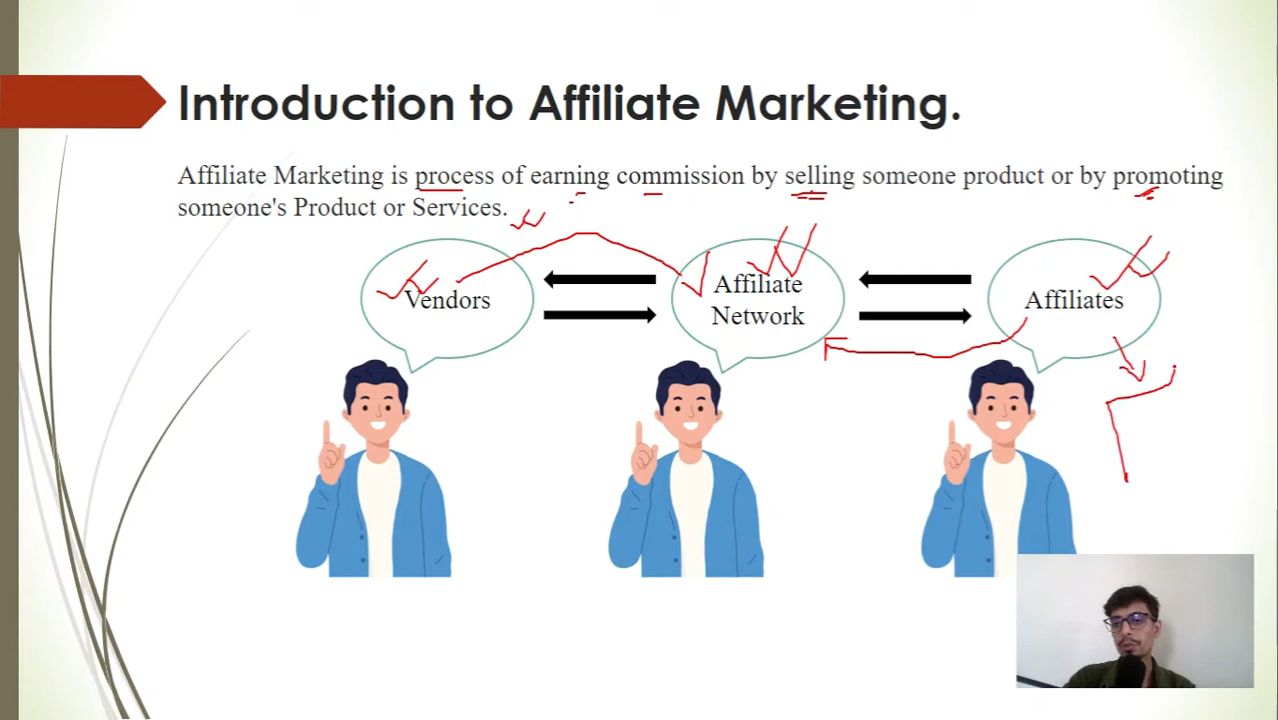 Introduction to Affiliate Marketing.
Affiliate Marketing is process of earning commission by selling someone product or by promoting
someone's Product or Services.
Vendors
Affiliate
Network
Affiliates